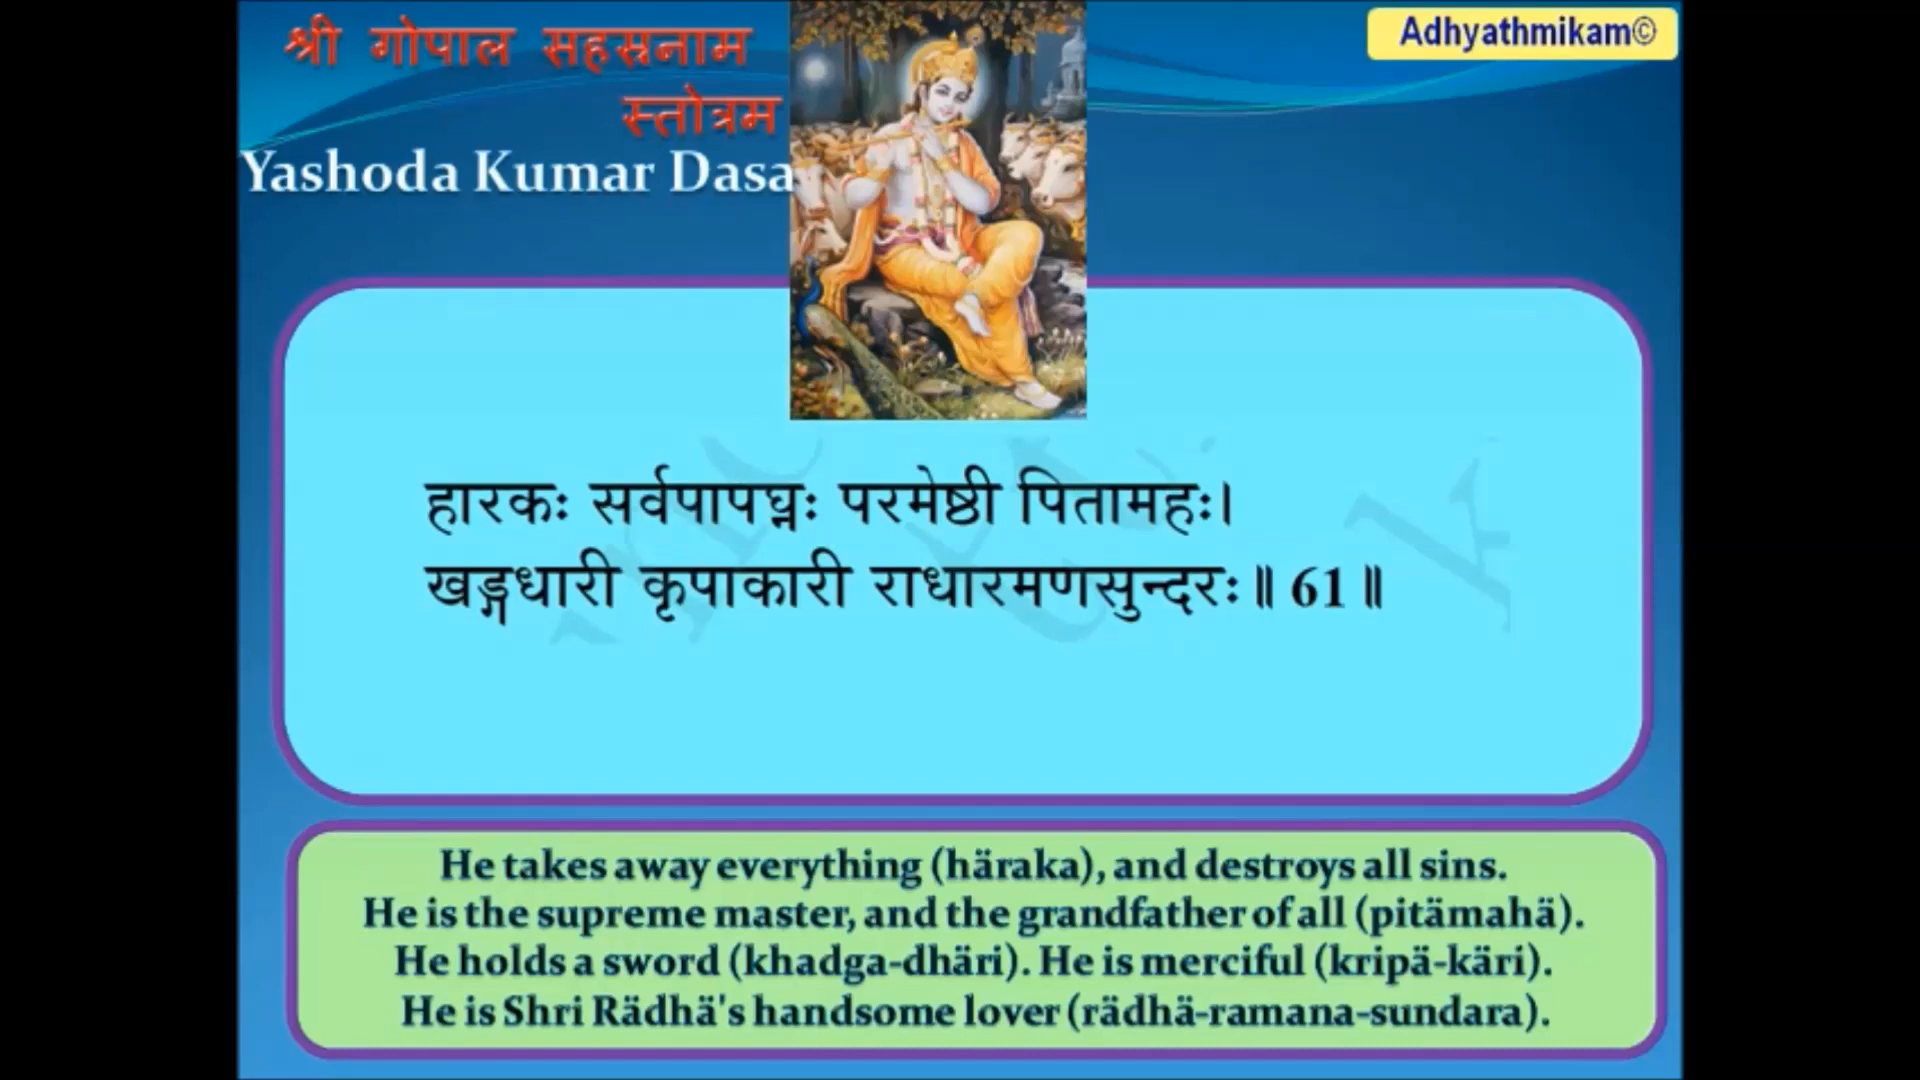 श्री गोपाल सहस्रनाम
स्तोत्रम
Yashoda Kumar Dasa
Adhyathmikam©
हारकः सर्वपापघ्नः परमेष्ठी पितामहः।
खड्गधारी कृपाकारी राधारमणसुन्दरः॥ 61॥
He takes away everything (häraka), and destroys all sins.
He is the supreme master, and the grandfather of all (pitämahä).
He holds a sword (khadga-dhäri). He is merciful (kripä-käri).
He is Shri Rädhä's handsome lover (rädhä-ramana-sundara).